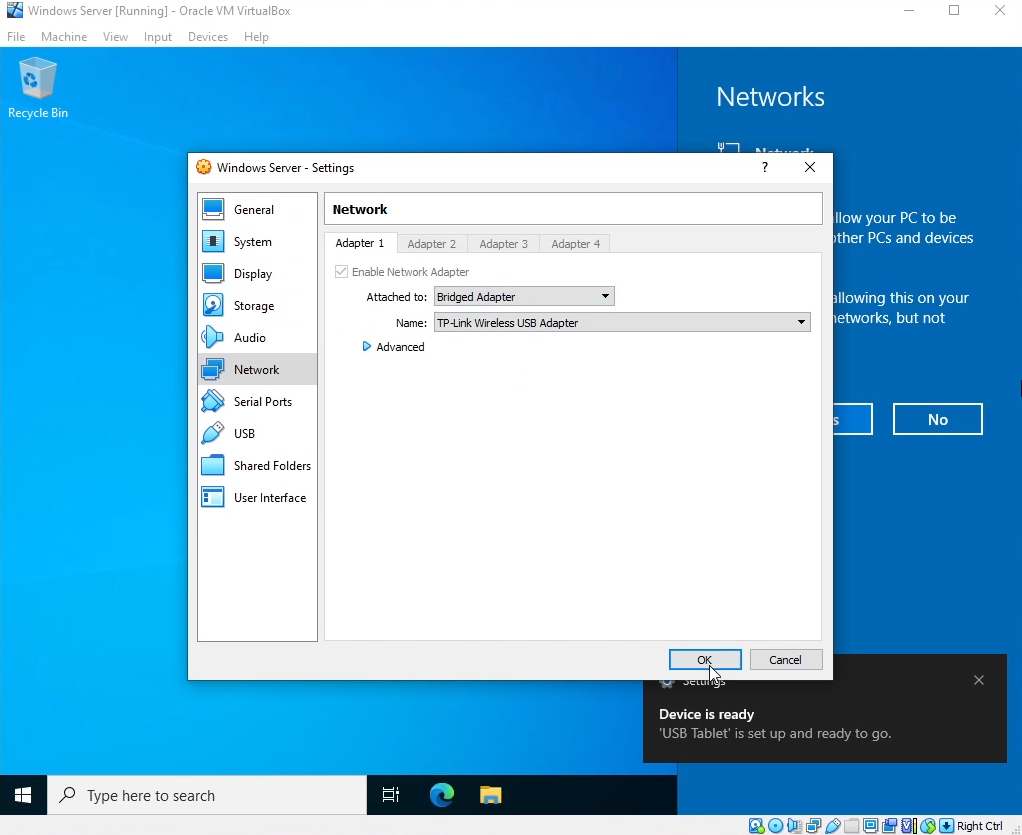 Windows Server [Running] - Oracle VM VirtualBox
File Machine View Input Devices Help
Recycle Bin
Networks
Network
Windows Server - Settings
?
General
System
Display
Storage
Audio
Network
Serial Ports
USB
Shared Folders
User Interface
Network
Adapter 1 Adapter 2 Adapter 3 Adapter 4
Enable Network Adapter
Attached to: Bridged Adapter
Name: TP-Link Wireless USB Adapter
Advanced
OK Cancel
llow your PC to be
other PCs and devices
allowing this on your
networks, but not
s No
Settings
Device is ready
'USB Tablet' is set up and ready to go.
Type here to search
Right Ctrl